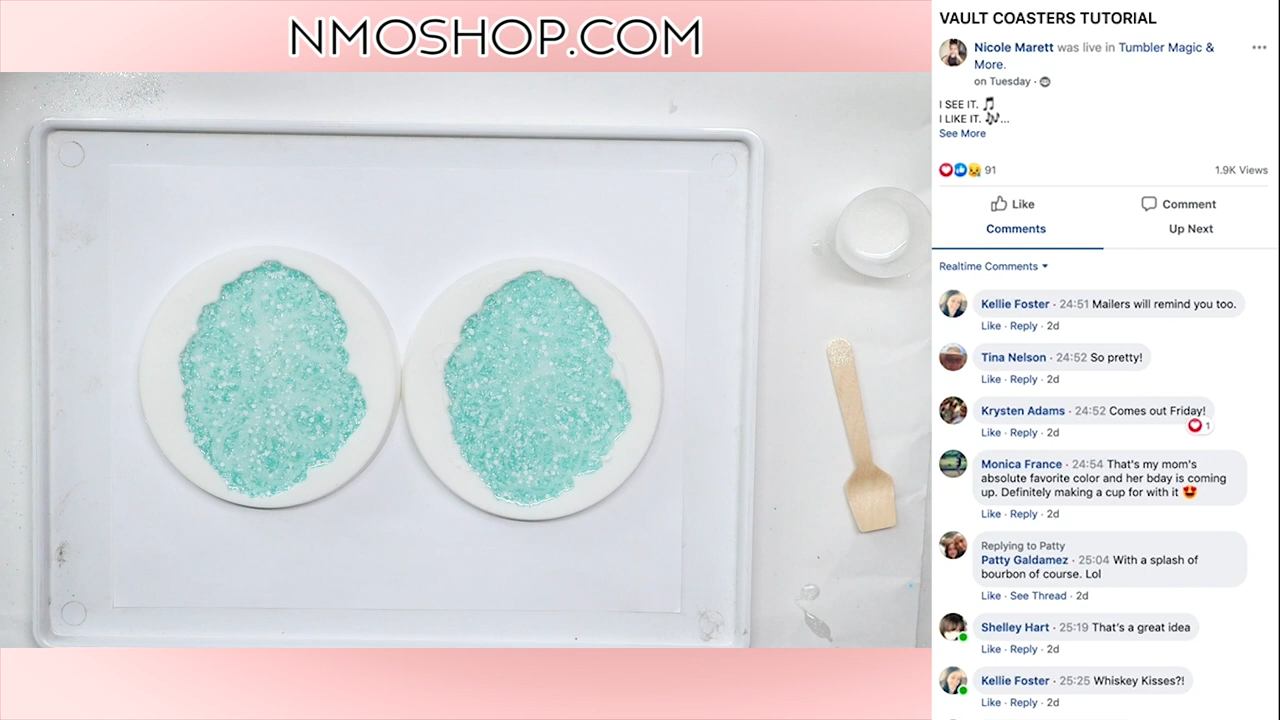 NMOSHOP.COM
VAULT COASTERS TUTORIAL
Nicole Marett was live in Tumbler Magic &
More.
on Tuesday ·
I SEE IT. 🎵
I LIKE IT. 🎶...
See More
91
1.9K Views
Like
Comment
Comments
Up Next
Realtime Comments
Kellie Foster · 24:51 Mailers will remind you too.
Like · Reply · 2d
Tina Nelson · 24:52 So pretty!
Like · Reply · 2d
Krysten Adams · 24:52 Comes out Friday!
1
Like · Reply · 2d
Monica France · 24:54 That's my mom's
absolute favorite color and her bday is coming
up. Definitely making a cup for with it 🤩
Like · Reply · 2d
Replying to Patty
Patty Galdamez · 25:04 With a splash of
bourbon of course. Lol
Like · See Thread · 2d
Shelley Hart · 25:19 That's a great idea
Like · Reply · 2d
Kellie Foster · 25:25 Whiskey Kisses?!
Like · Reply · 2d